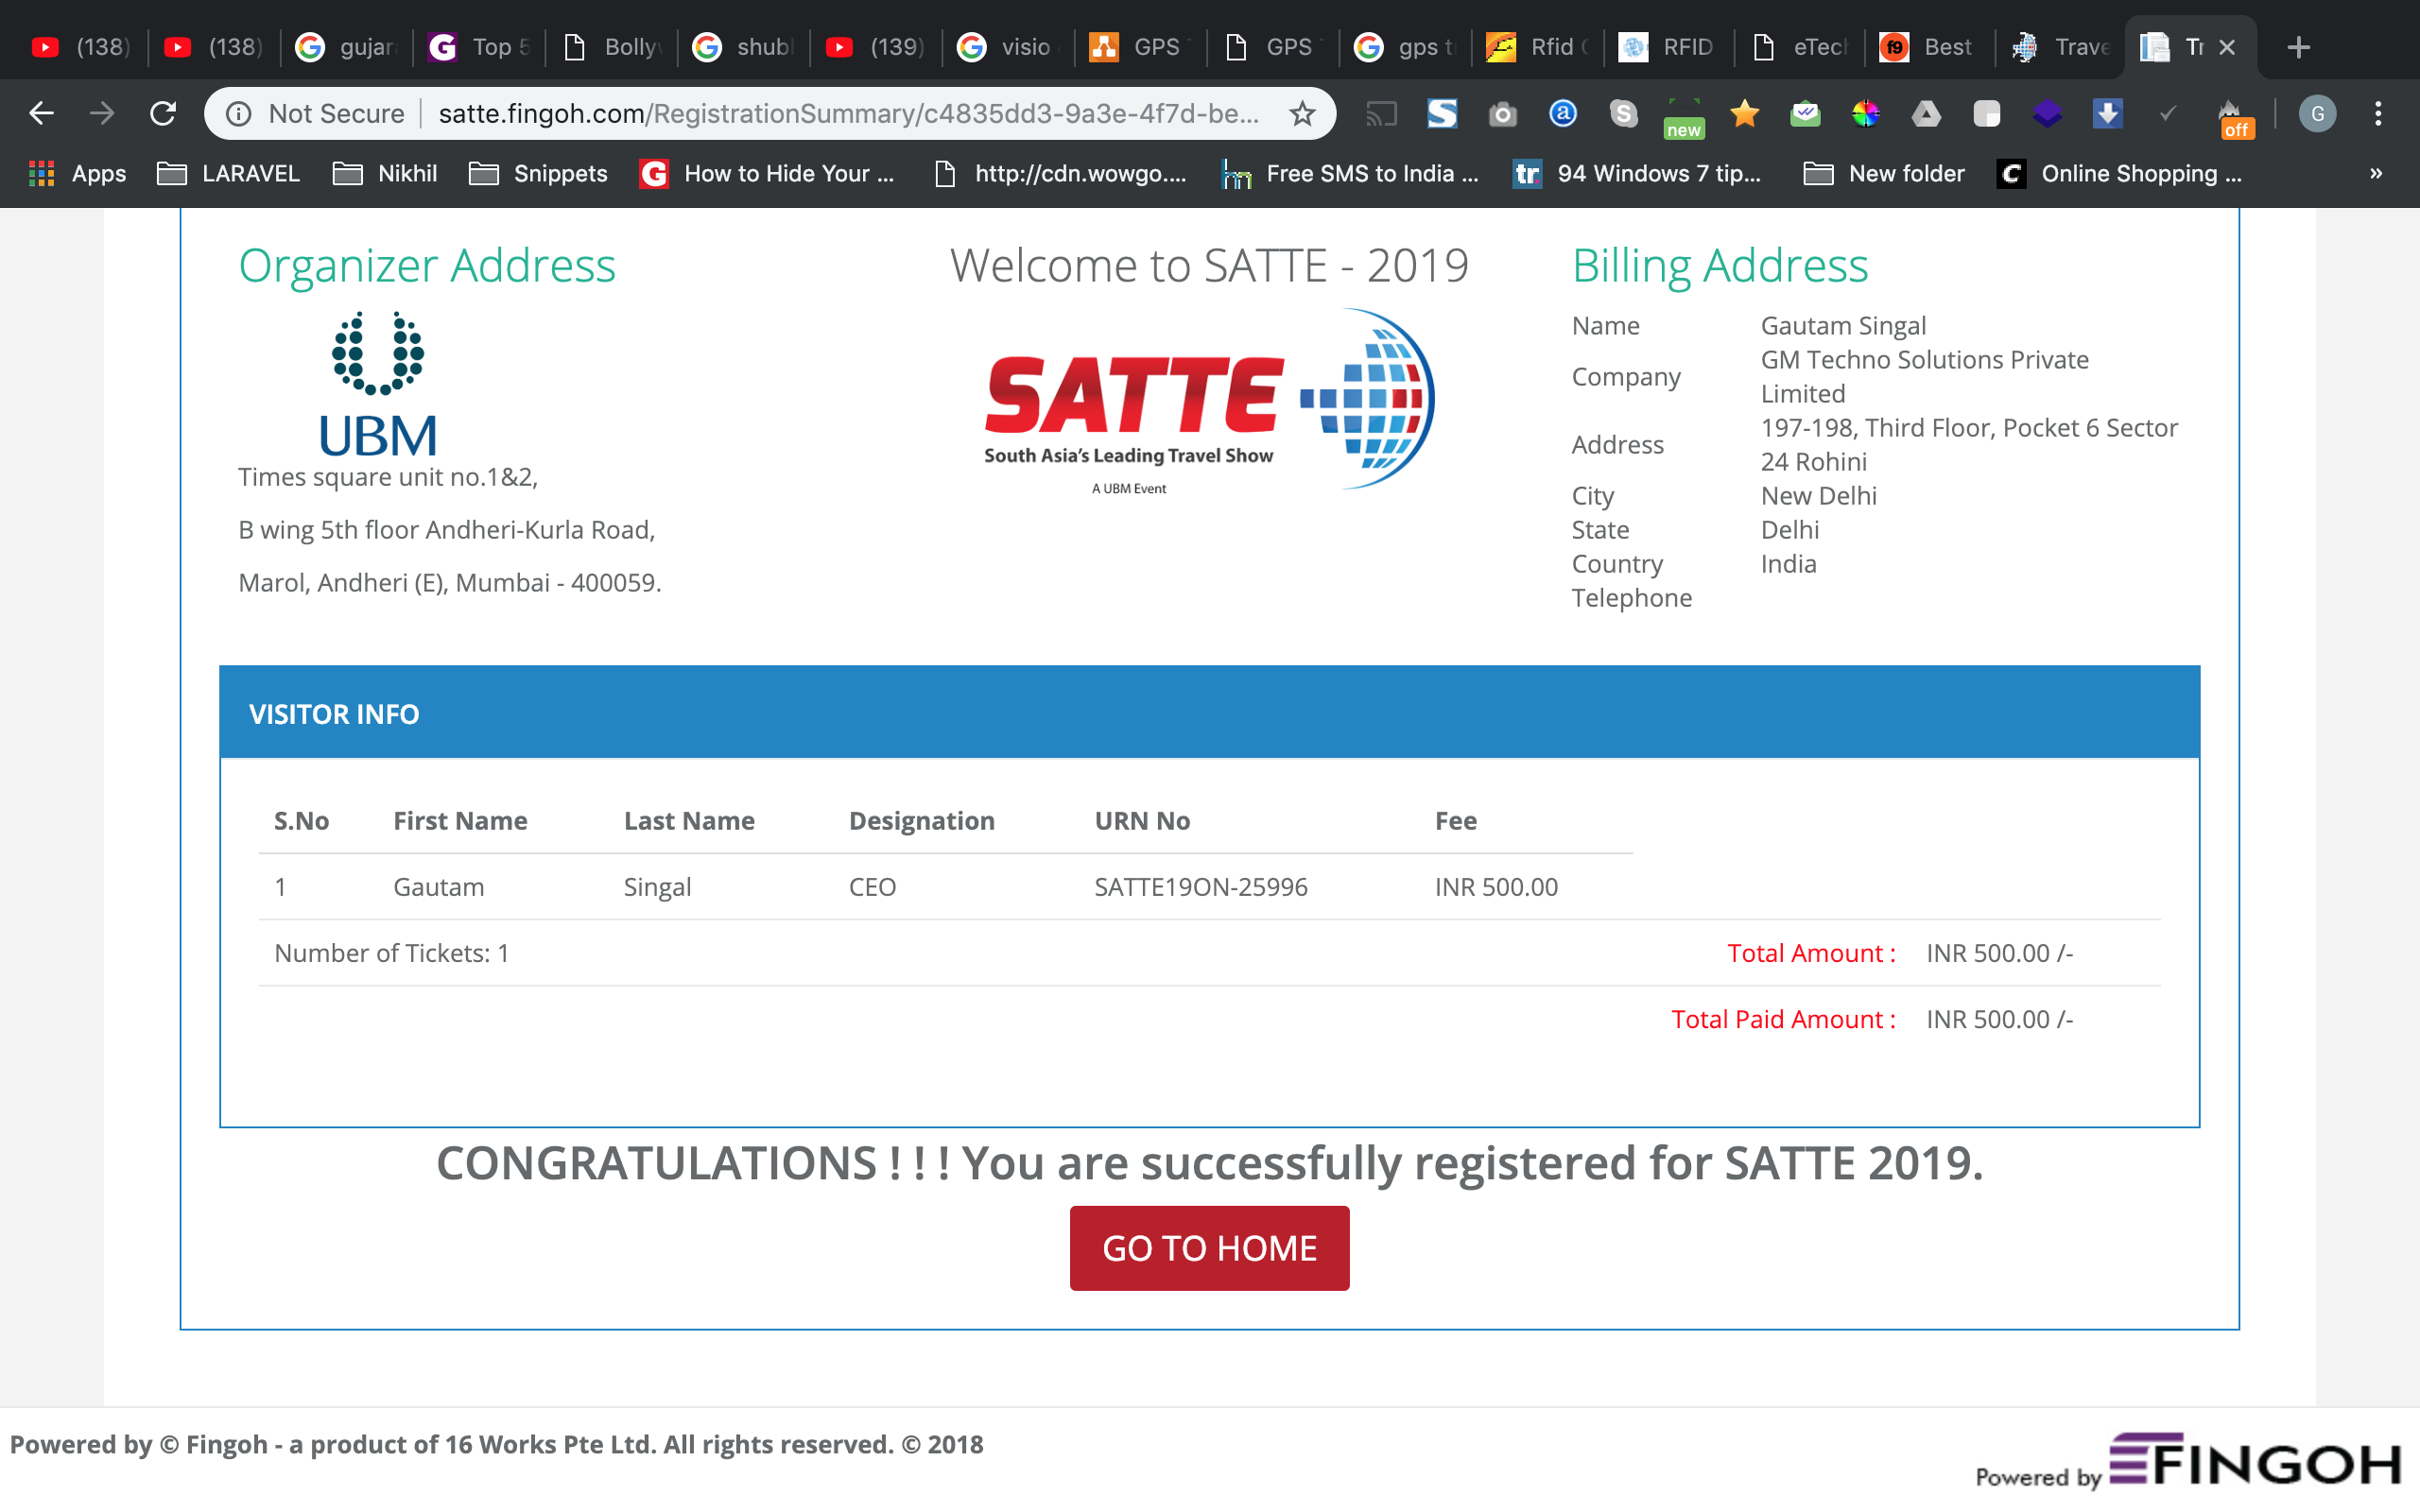 (138)
(138)
gujar
Top 5
Bolly
shubl
(139)
visio
GPS
GPS
gps t
Rfid
RFID
eTecl
Best
Trave
Tr
Not Secure
satte.fingoh.com/RegistrationSummary/c4835dd3-9a3e-4f7d-be...
new
off
G
Apps
LARAVEL
Nikhil
Snippets
How to Hide Your ...
http://cdn.wowgo....
Free SMS to India ...
94 Windows 7 tip...
New folder
Online Shopping ...
»
Organizer Address
UBM
Times square unit no.1&2,
B wing 5th floor Andheri-Kurla Road,
Marol, Andheri (E), Mumbai - 400059.
Welcome to SATTE - 2019
SATTE
South Asia's Leading Travel Show
A UBM Event
Billing Address
Name Gautam Singal
Company GM Techno Solutions Private
Limited
Address 197-198, Third Floor, Pocket 6 Sector
24 Rohini
City New Delhi
State Delhi
Country India
Telephone
VISITOR INFO
S.No First Name Last Name Designation URN No Fee
1 Gautam Singal CEO SATTE19ON-25996 INR 500.00
Number of Tickets: 1 Total Amount : INR 500.00 /-
Total Paid Amount : INR 500.00 /-
CONGRATULATIONS ! ! ! You are successfully registered for SATTE 2019.
GO TO HOME
Powered by © Fingoh - a product of 16 Works Pte Ltd. All rights reserved. © 2018
Powered by FINGOH